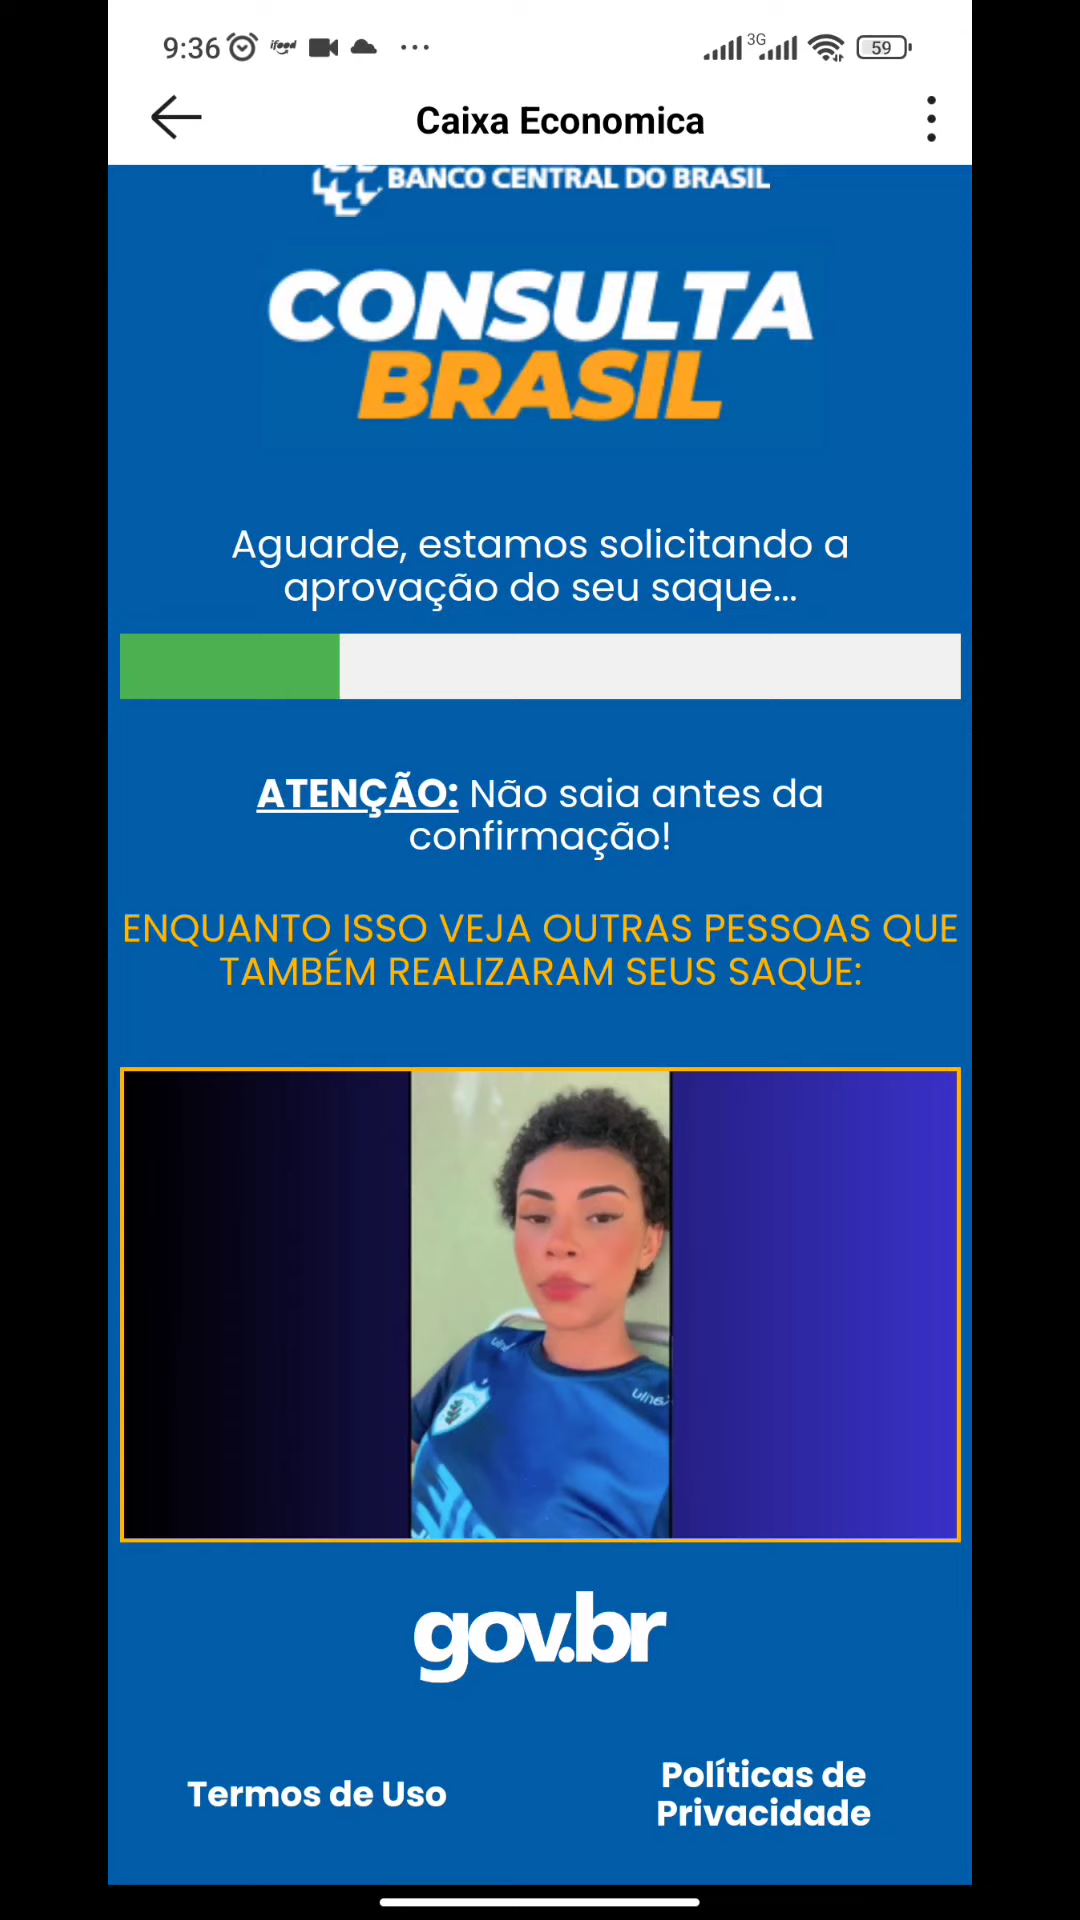 9:36 ifood ... 3G 59
Caixa Economica
BANCO CENTRAL DO BRASIL
CONSULTA
BRASIL
Aguarde, estamos solicitando a
aprovação do seu saque...
ATENÇÃO: Não saia antes da
confirmação!
ENQUANTO ISSO VEJA OUTRAS PESSOAS QUE
TAMBÉM REALIZARAM SEUS SAQUE:
gov.br
Termos de Uso
Políticas de
Privacidade